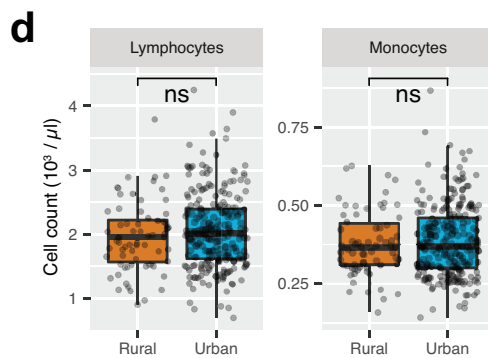 d
Lymphocytes
Monocytes
ns
ns
Cell count (10³ / µl)
4
3
2
1
0.75
0.50
0.25
Rural
Urban
Rural
Urban